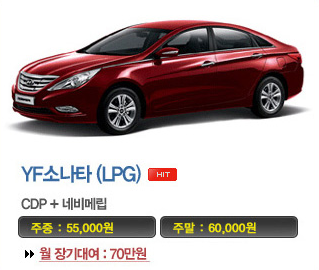 YF소나타 (LPG) HIT
CDP + 네비메립
주중 : 55,000원 주말 : 60,000원
월 장기대여 : 70만원